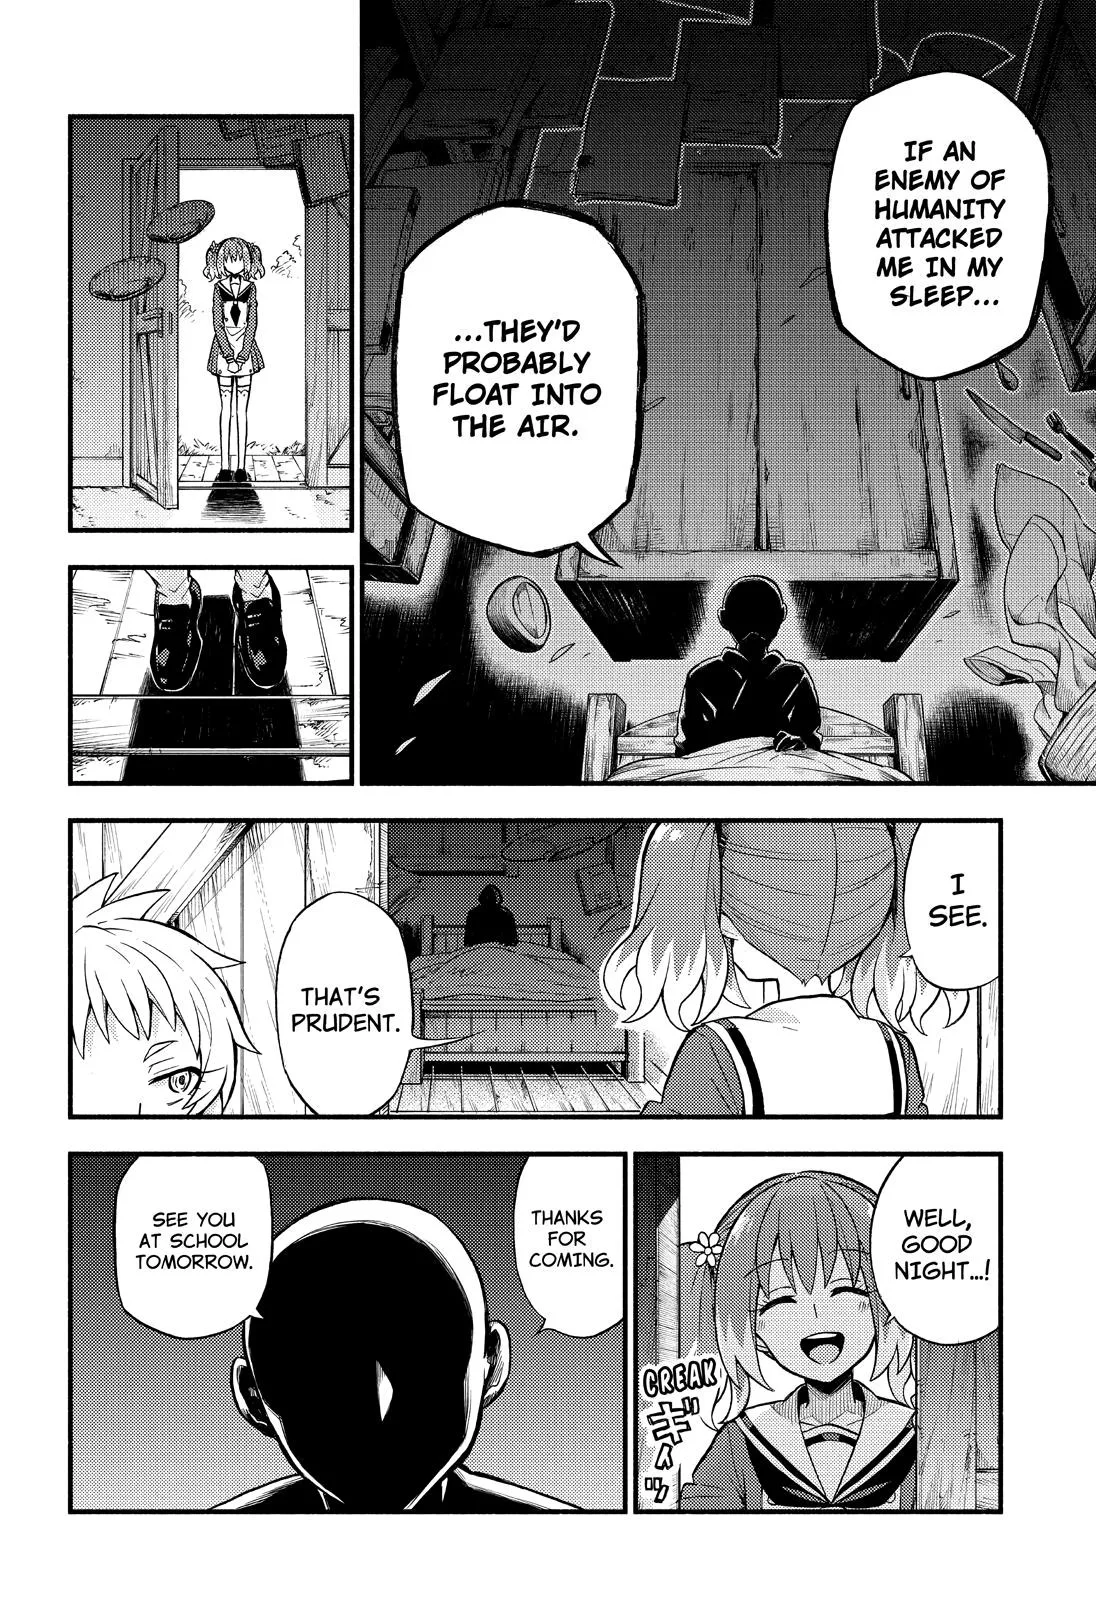 IF AN
ENEMY OF
HUMANITY
ATTACKED
ME IN MY
SLEEP...
...THEY'D
PROBABLY
FLOAT INTO
THE AIR.
I
SEE.
THAT'S
PRUDENT.
WELL,
GOOD
NIGHT...!
CREAK
ギィッ
THANKS
FOR
COMING.
SEE YOU
AT SCHOOL
TOMORROW.